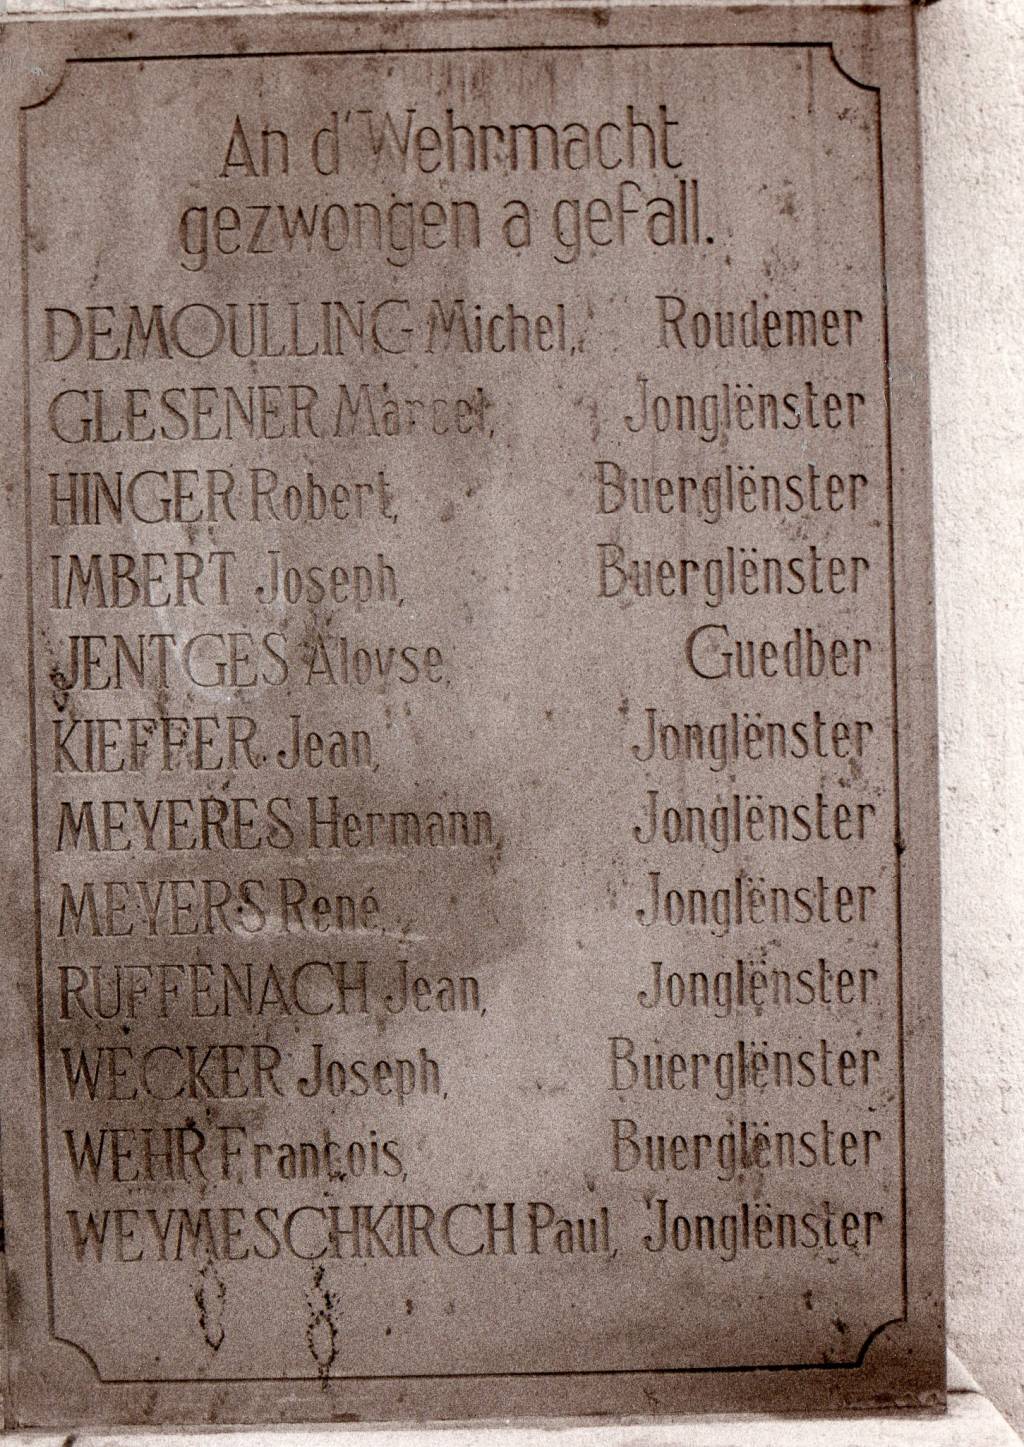 An d'Wehrmacht
gezwongen a gefall.
DEMOULLING Michel, Roudemer
GLESENER Marcel, Jonglënster
HINGER Robert, Buerglënster
IMBERT Joseph, Buerglënster
JENTGES Aloyse, Guedber
KIEFFER Jean, Jonglënster
MEYERES Hermann, Jonglënster
MEYERS René, Jonglënster
RUFFENACH Jean, Jonglënster
WECKER Joseph, Buerglënster
WEHR François, Buerglënster
WEYMESCHKIRCH Paul, Jonglënster